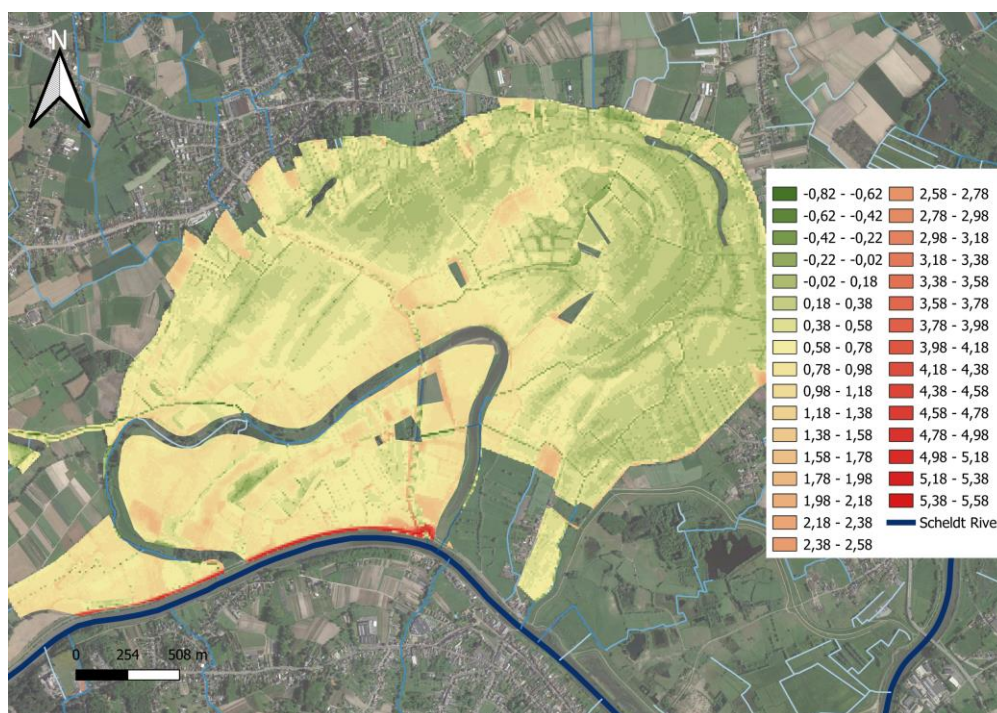 N
-0,82 - -0,62
-0,62 - -0,42
-0,42 - -0,22
-0,22 - -0,02
-0,02 - 0,18
0,18 - 0,38
0,38 - 0,58
0,58 - 0,78
0,78 - 0,98
0,98 - 1,18
1,18 - 1,38
1,38 - 1,58
1,58 - 1,78
1,78 - 1,98
1,98 - 2,18
2,18 - 2,38
2,38 - 2,58
2,58 - 2,78
2,78 - 2,98
2,98 - 3,18
3,18 - 3,38
3,38 - 3,58
3,58 - 3,78
3,78 - 3,98
3,98 - 4,18
4,18 - 4,38
4,38 - 4,58
4,58 - 4,78
4,78 - 4,98
4,98 - 5,18
5,18 - 5,38
5,38 - 5,58
Scheldt Rive
0 254 508 m